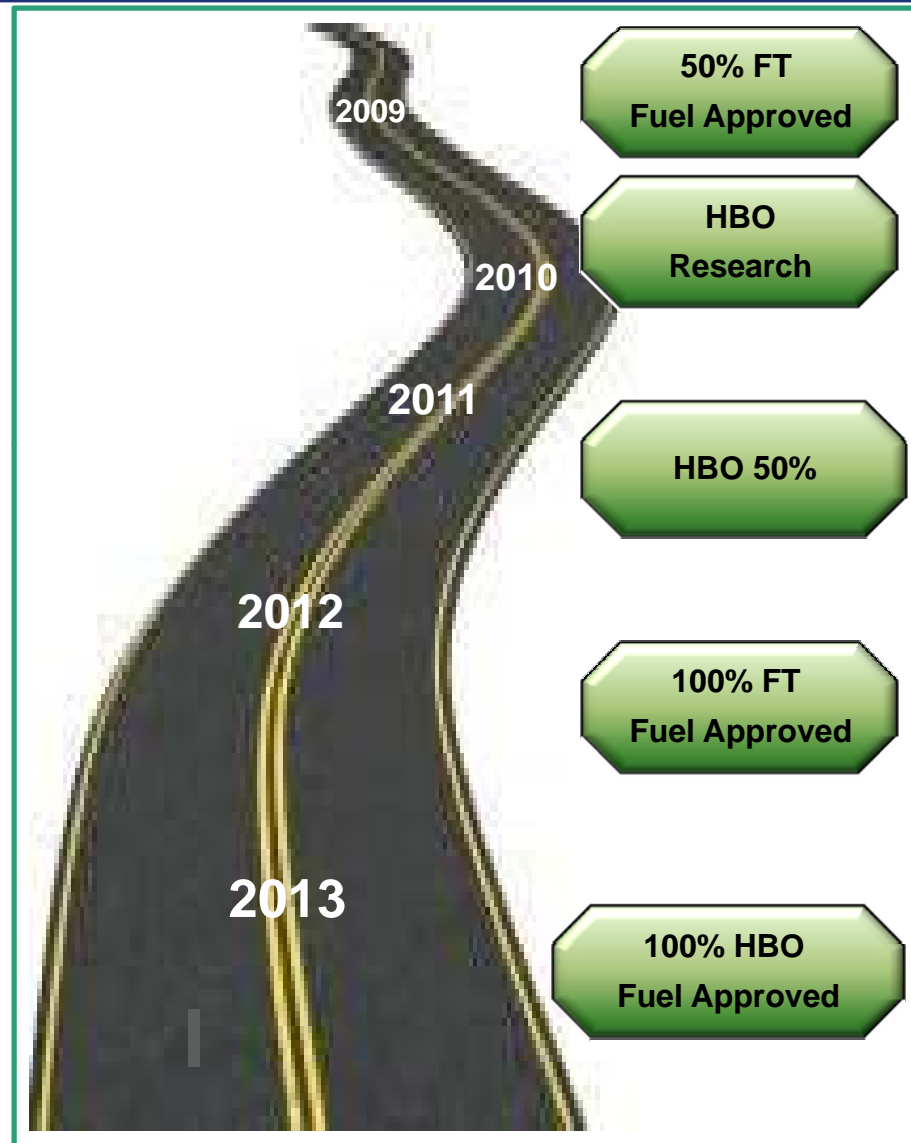 50% FT
Fuel Approved
2009
HBO
Research
2010
2011
HBO 50%
2012
100% FT
Fuel Approved
2013
100% HBO
Fuel Approved